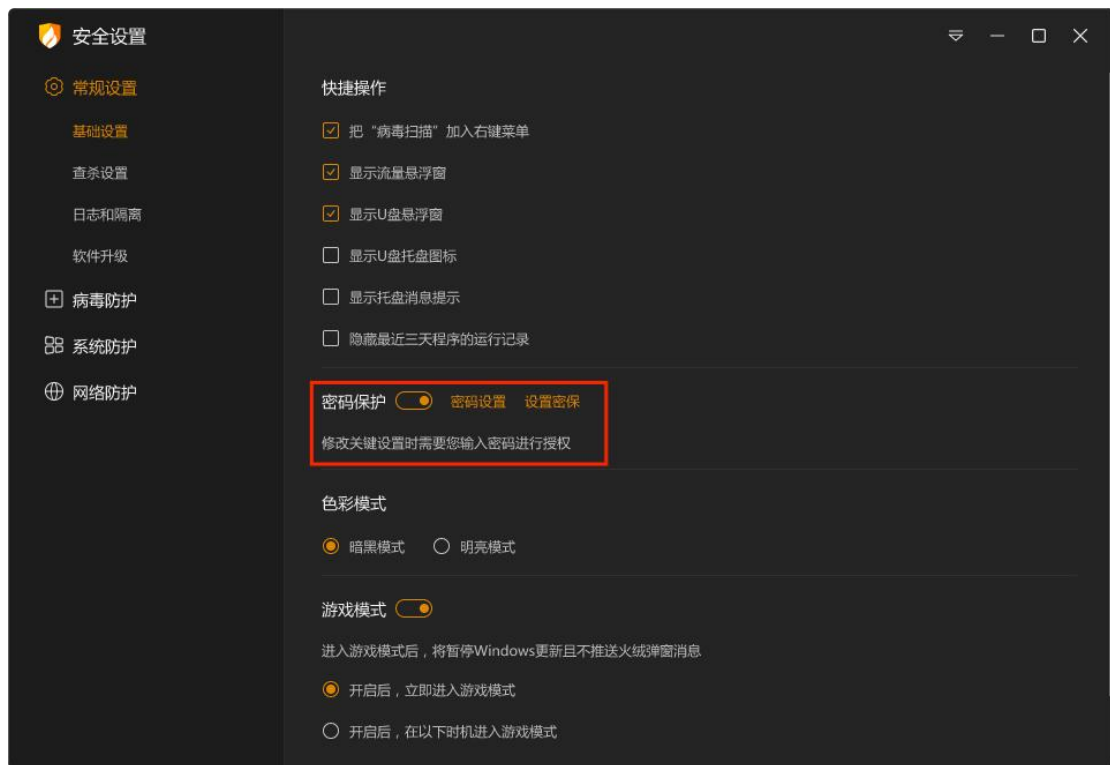 安全设置
常规设置
基础设置
查杀设置
日志和隔离
软件升级
病毒防护
系统防护
网络防护
快捷操作
把“病毒扫描”加入右键菜单
显示流量悬浮窗
显示U盘悬浮窗
显示U盘托盘图标
显示托盘消息提示
隐藏最近三天程序的运行记录
密码保护 密码设置 设置密保
修改关键设置时需要您输入密码进行授权
色彩模式
暗黑模式 明亮模式
游戏模式
进入游戏模式后，将暂停Windows更新且不推送火绒弹窗消息
开启后，立即进入游戏模式
开启后，在以下时机进入游戏模式